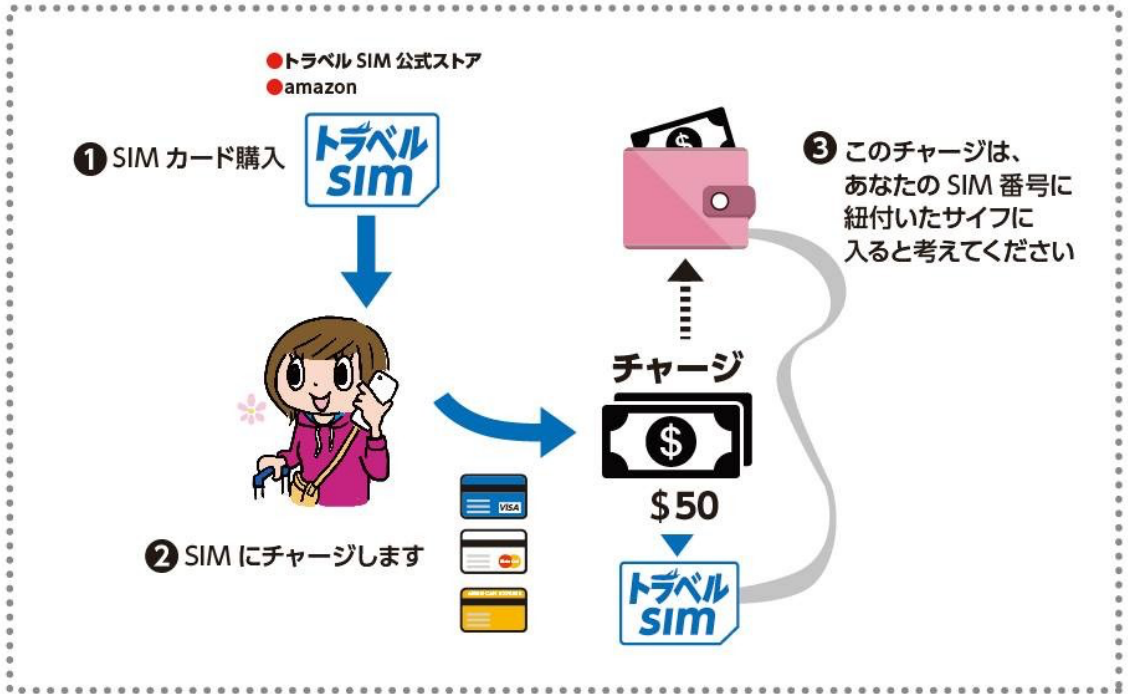 ●トラベル SIM 公式ストア
●amazon
❶ SIM カード購入
トラベル
SIM
❸ このチャージは、
あなたの SIM 番号に
紐付いたサイフに
入ると考えてください
チャージ
$
$50
VISA
❷ SIM にチャージします
トラベル
SIM